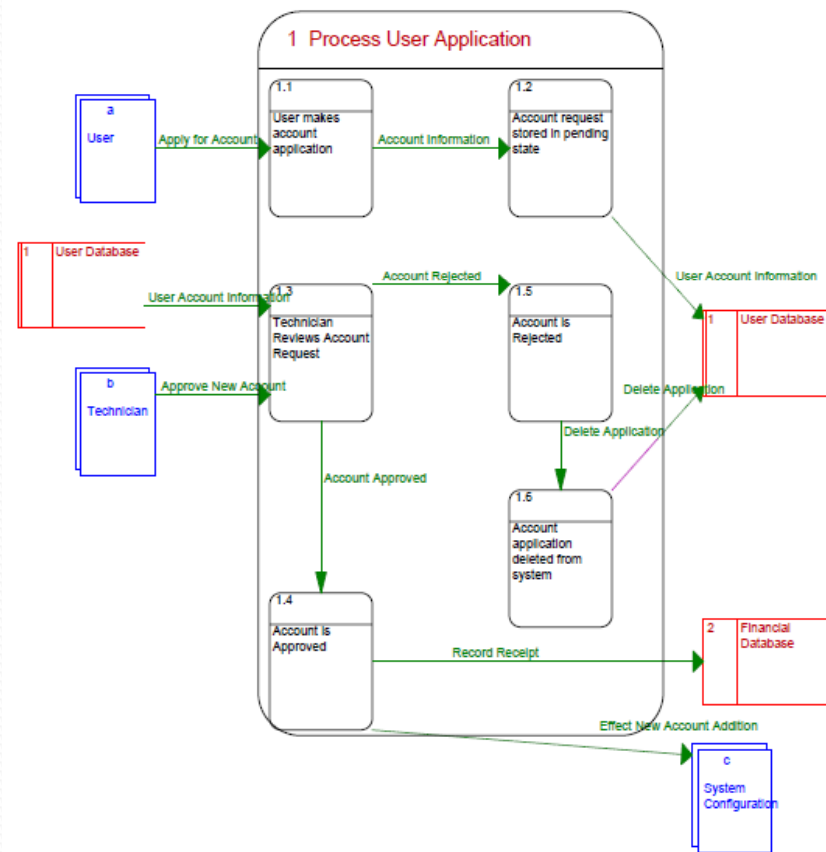 1 Process User Application
1.1
User makes
account
application
1.2
Account request
stored in pending
state
a
User
Apply for Account
Account Information
1
User Database
User Account Information
Account Rejected
User Account Information
1.3
Technician
Reviews Account
Request
1.5
Account is
Rejected
1
User Database
b
Technician
Approve New Account
Delete Application
Delete Application
Account Approved
1.6
Account
application
deleted from
system
1.4
Account is
Approved
Record Receipt
2
Financial
Database
Effect New Account Addition
c
System
Configuration